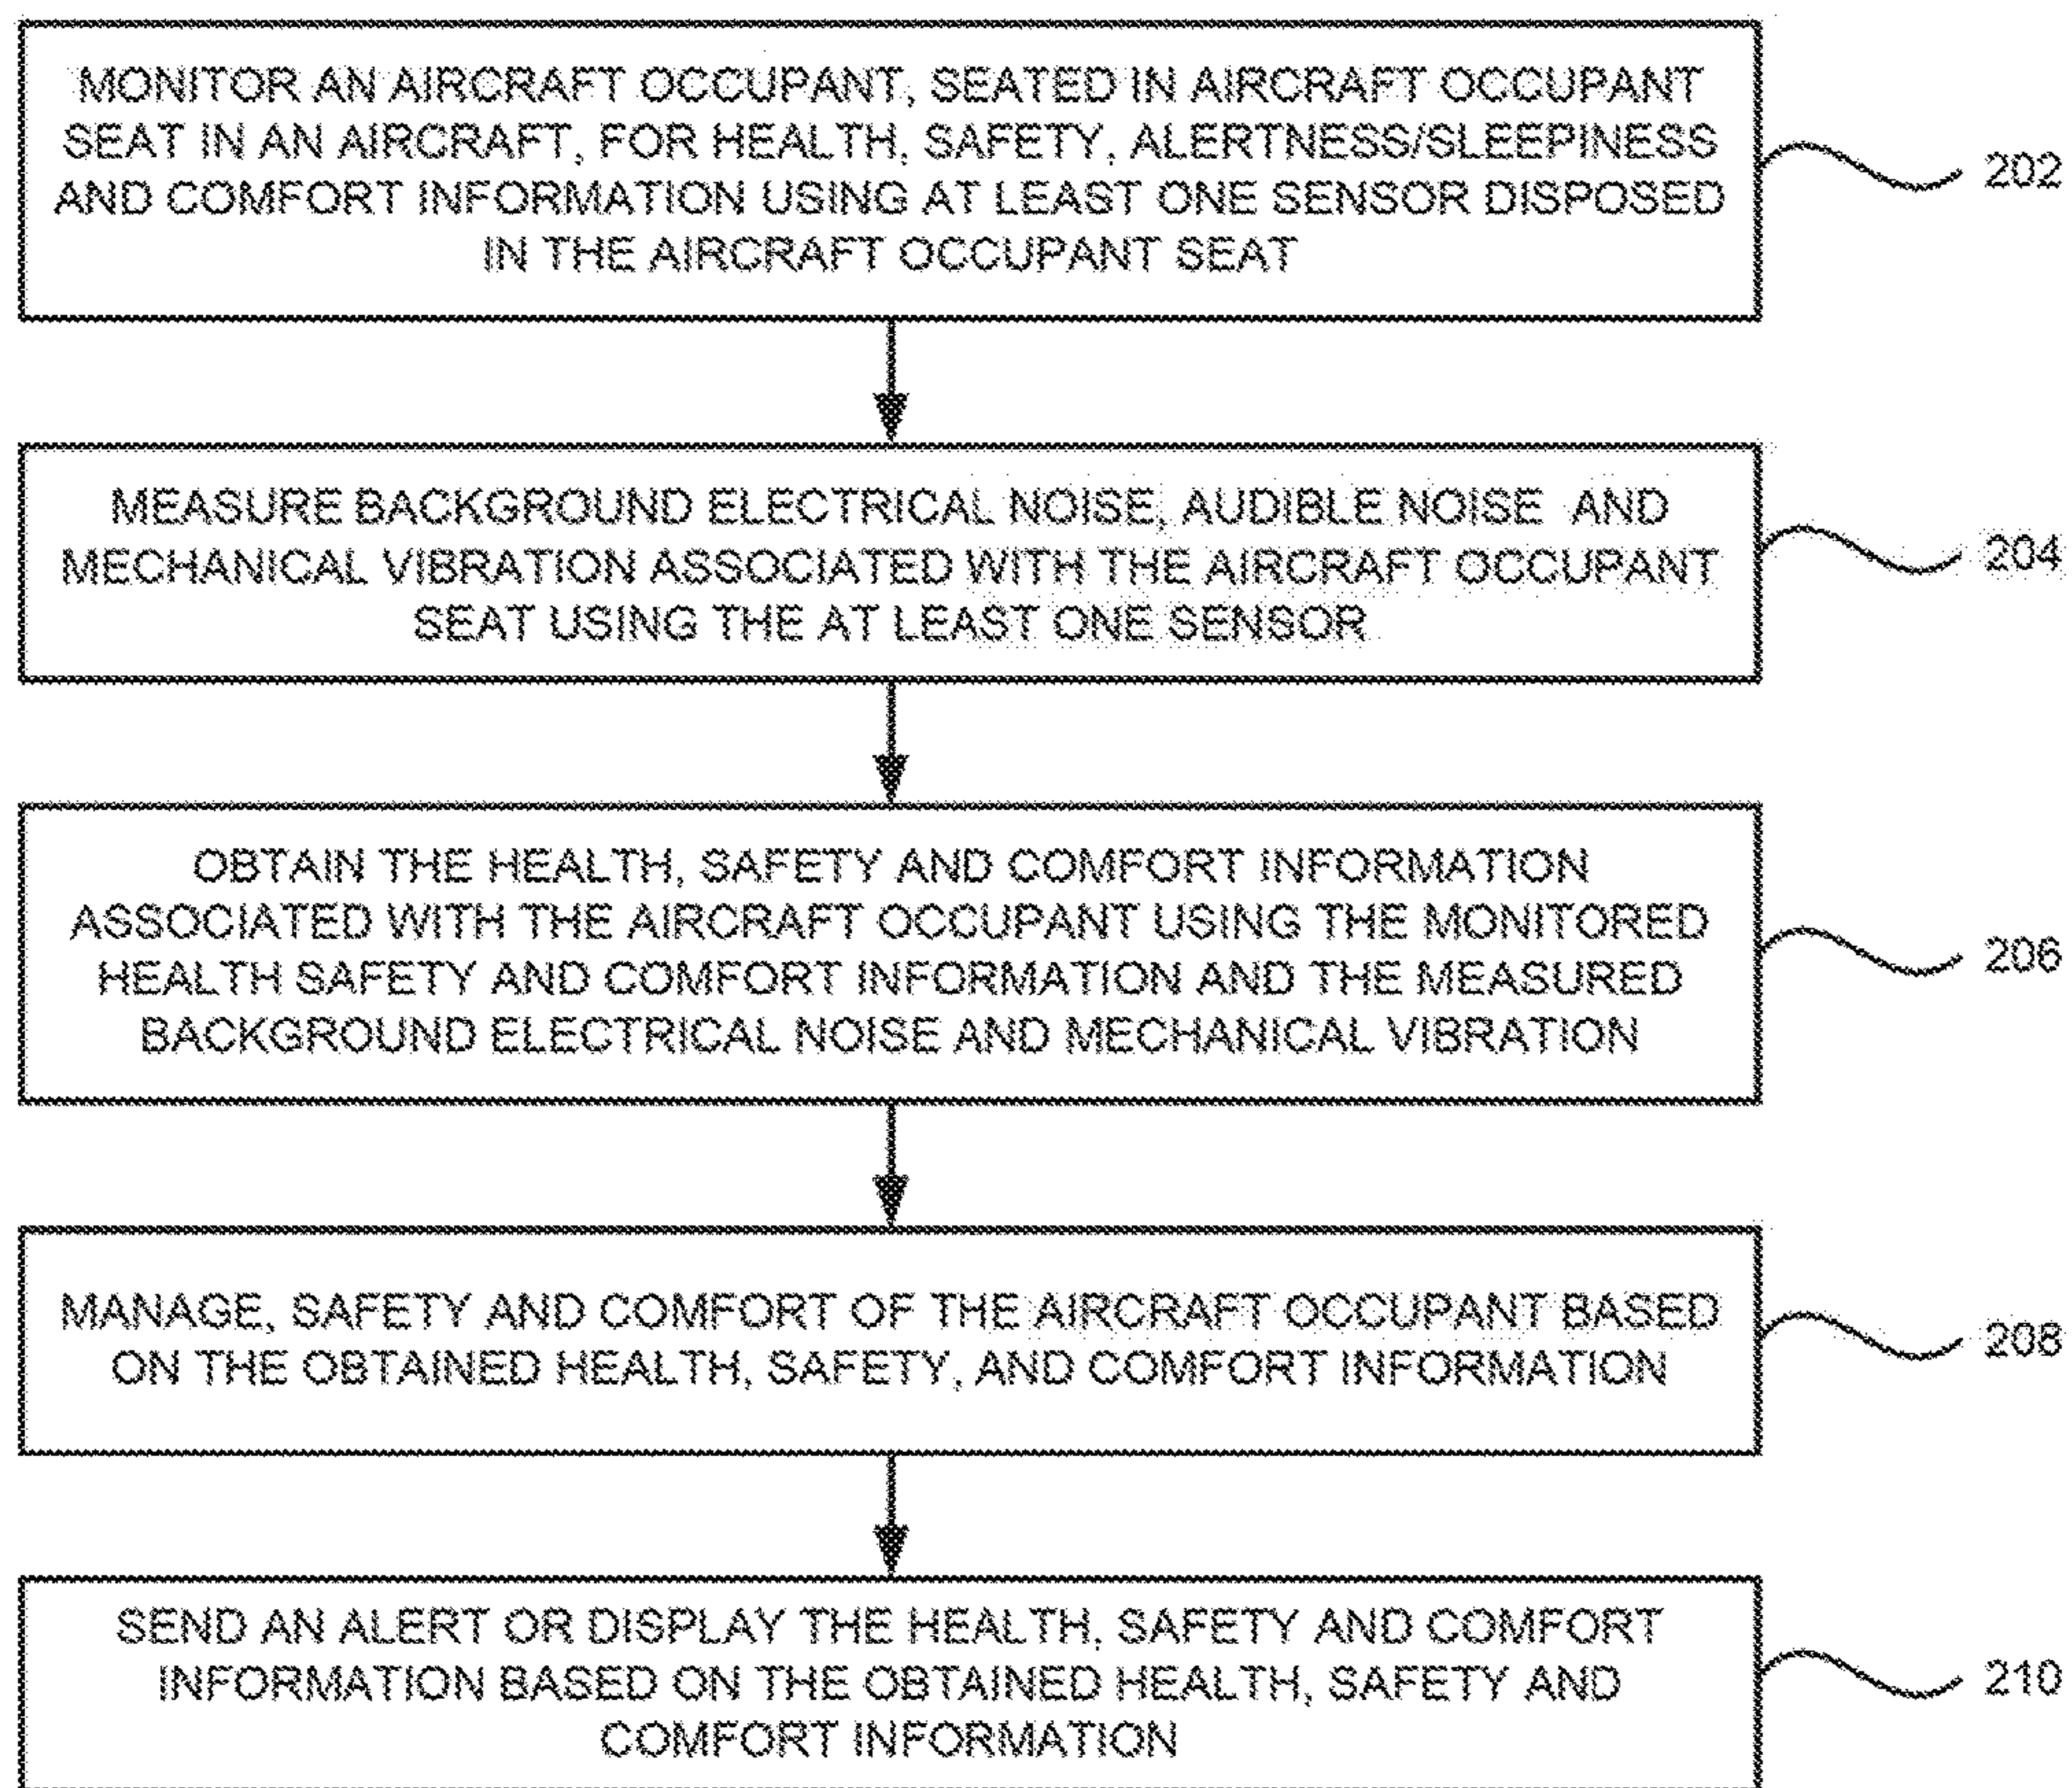 MONITOR AN AIRCRAFT OCCUPANT, SEATED IN AIRCRAFT OCCUPANT
SEAT IN AN AIRCRAFT, FOR HEALTH, SAFETY, ALERTNESS/SLEEPINESS
AND COMFORT INFORMATION USING AT LEAST ONE SENSOR DISPOSED
IN THE AIRCRAFT OCCUPANT SEAT
202
MEASURE BACKGROUND ELECTRICAL NOISE, AUDIBLE NOISE AND
MECHANICAL VIBRATION ASSOCIATED WITH THE AIRCRAFT OCCUPANT
SEAT USING THE AT LEAST ONE SENSOR
204
OBTAIN THE HEALTH, SAFETY AND COMFORT INFORMATION
ASSOCIATED WITH THE AIRCRAFT OCCUPANT USING THE MONITORED
HEALTH SAFETY AND COMFORT INFORMATION AND THE MEASURED
BACKGROUND ELECTRICAL NOISE AND MECHANICAL VIBRATION
206
MANAGE, SAFETY AND COMFORT OF THE AIRCRAFT OCCUPANT BASED
ON THE OBTAINED HEALTH, SAFETY, AND COMFORT INFORMATION
208
SEND AN ALERT OR DISPLAY THE HEALTH, SAFETY AND COMFORT
INFORMATION BASED ON THE OBTAINED HEALTH, SAFETY AND
COMFORT INFORMATION
210